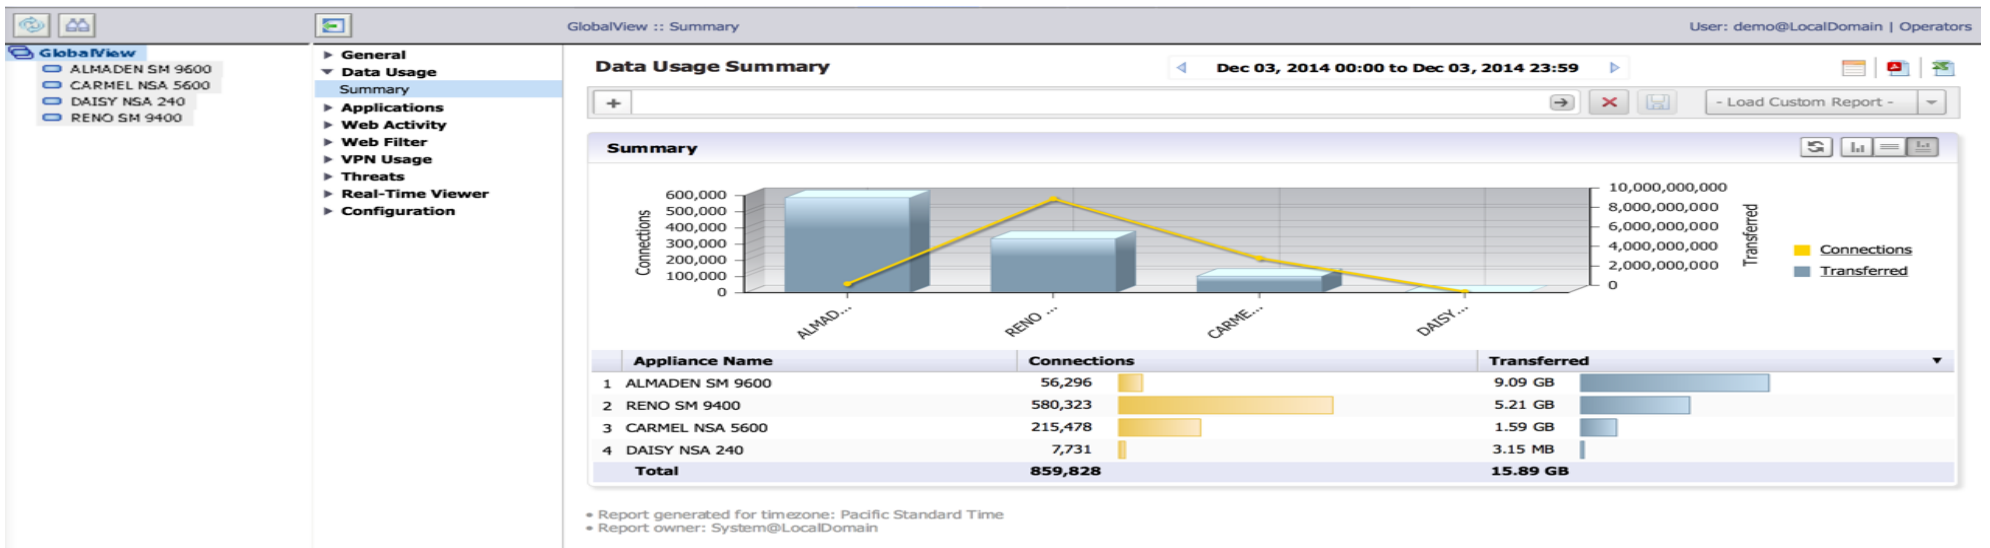 GlobalView :: Summary
User: demo@LocalDomain | Operators
GlobalView
ALMADEN SM 9600
CARMEL NSA 5600
DAISY NSA 240
RENO SM 9400
General
Data Usage
Summary
Applications
Web Activity
Web Filter
VPN Usage
Threats
Real-Time Viewer
Configuration
Data Usage Summary
Dec 03, 2014 00:00 to Dec 03, 2014 23:59
- Load Custom Report -
Summary
600,000
500,000
400,000
300,000
200,000
100,000
0
Connections
10,000,000,000
8,000,000,000
6,000,000,000
4,000,000,000
2,000,000,000
0
Transferred
Connections
Transferred
ALMAD...
RENO ...
CARME...
DAISY...
Appliance Name Connections Transferred
1 ALMADEN SM 9600 56,296 9.09 GB
2 RENO SM 9400 580,323 5.21 GB
3 CARMEL NSA 5600 215,478 1.59 GB
4 DAISY NSA 240 7,731 3.15 MB
Total 859,828 15.89 GB
• Report generated for timezone: Pacific Standard Time
• Report owner: System@LocalDomain